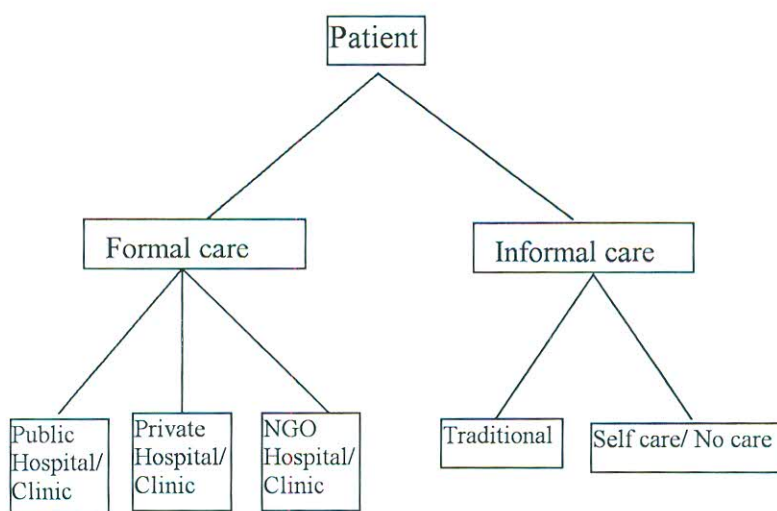 Patient
Formal care
Informal care
Public
Hospital/
Clinic
Private
Hospital/
Clinic
NGO
Hospital/
Clinic
Traditional
Self care/ No care